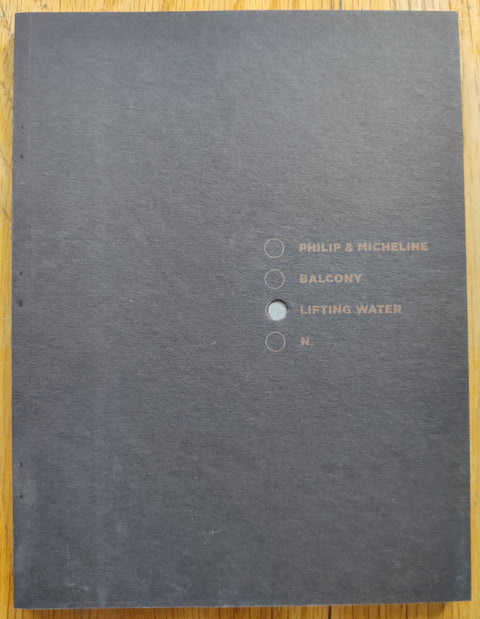 PHILIP & MICHELINE
BALCONY
LIFTING WATER
N.